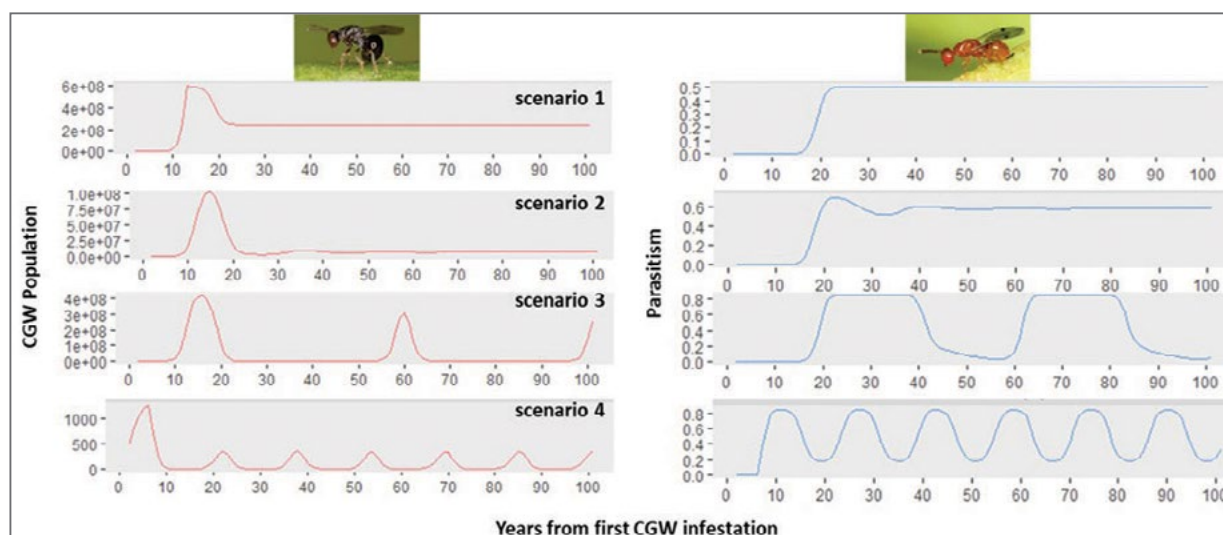 CGW Population
6e+08
4e+08
2e+08
0e+00
scenario 1
0 10 20 30 40 50 60 70 80 90 100
1.0e+08
7.5e+07
5.0e+07
2.5e+07
0.0e+00
scenario 2
0 10 20 30 40 50 60 70 80 90 100
4e+08
3e+08
2e+08
1e+08
0e+00
scenario 3
0 10 20 30 40 50 60 70 80 90 100
1000
500
0
scenario 4
0 10 20 30 40 50 60 70 80 90 100
Parasitism
0.5
0.4
0.3
0.2
0.1
0.0
0 10 20 30 40 50 60 70 80 90 100
0.6
0.4
0.2
0.0
0 10 20 30 40 50 60 70 80 90 100
0.8
0.6
0.4
0.2
0.0
0 10 20 30 40 50 60 70 80 90 100
0.8
0.6
0.4
0.2
0.0
0 10 20 30 40 50 60 70 80 90 100
Years from first CGW infestation